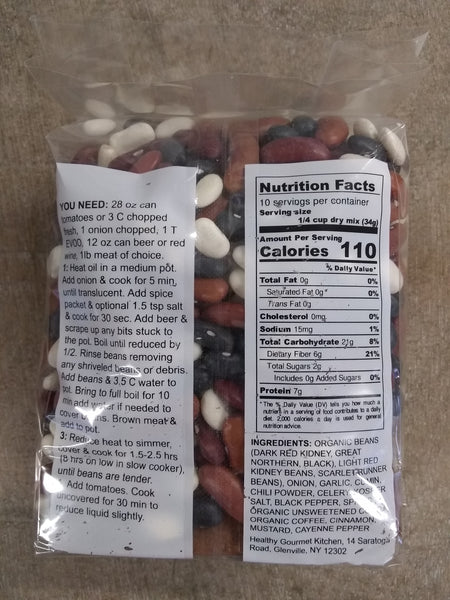 YOU NEED: 28 oz can
tomatoes or 3 C chopped
fresh, 1 onion chopped, 1 T
EVOO, 12 oz can beer or red
wine, 1lb meat of choice.
1: Heat oil in a medium pot.
Add onion & cook for 5 min,
until translucent. Add spice
packet & optional 1.5 tsp salt
& cook for 30 sec. Add beer &
scrape up any bits stuck to
the pot. Boil until reduced by
1/2. Rinse beans removing
any shriveled beans or debris.
Add beans & 3.5 C water to
pot. Bring to full boil for 10
min add water if needed to
cover beans. Brown meat &
add to pot.
3: Reduce heat to simmer,
cover & cook for 1.5-2.5 hrs
(8 hrs on low in slow cooker),
until beans are tender.
Add tomatoes. Cook
uncovered for 30 min to
reduce liquid slightly.
Nutrition Facts
10 servings per container
Serving size
1/4 cup dry mix (34g)
Amount Per Serving
Calories 110
% Daily Value*
Total Fat 0g 0%
Saturated Fat 0g 0%
Trans Fat 0g
Cholesterol 0mg 0%
Sodium 15mg 1%
Total Carbohydrate 21g 8%
Dietary Fiber 6g 21%
Total Sugars 2g
Includes 0g Added Sugars 0%
Protein 7g
*The % Daily Value (DV) tells you how much a
nutrient in a serving of food contributes to a daily
diet. 2,000 calories a day is used for general
nutrition advice.
INGREDIENTS: ORGANIC BEANS
(DARK RED KIDNEY, GREAT
NORTHERN, BLACK), LIGHT RED
KIDNEY BEANS, SCARLET RUNNER
BEANS), ONION, GARLIC, CUMIN,
CHILI POWDER, CELERY, KOSHER
SALT, BLACK PEPPER,
ORGANIC UNSWEETENED
ORGANIC COFFEE, CINNAMON,
MUSTARD, CAYENNE PEPPER
Healthy Gourmet Kitchen, 14 Saratoga
Road, Glenville, NY 12302